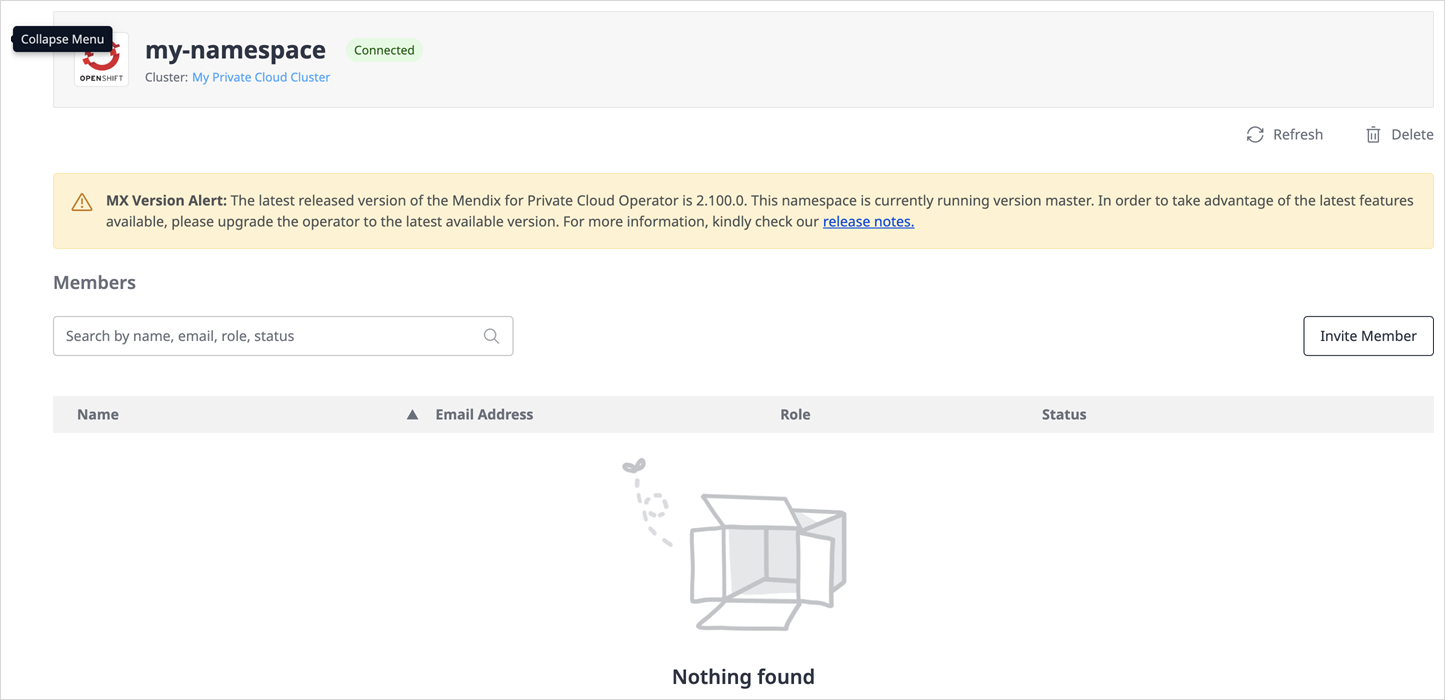 Collapse Menu
OPENSHIFT
my-namespace
Connected
Cluster: My Private Cloud Cluster
Refresh
Delete
MX Version Alert: The latest released version of the Mendix for Private Cloud Operator is 2.100.0. This namespace is currently running version master. In order to take advantage of the latest features
available, please upgrade the operator to the latest available version. For more information, kindly check our release notes.
Members
Search by name, email, role, status
Invite Member
Name
Email Address
Role
Status
Nothing found